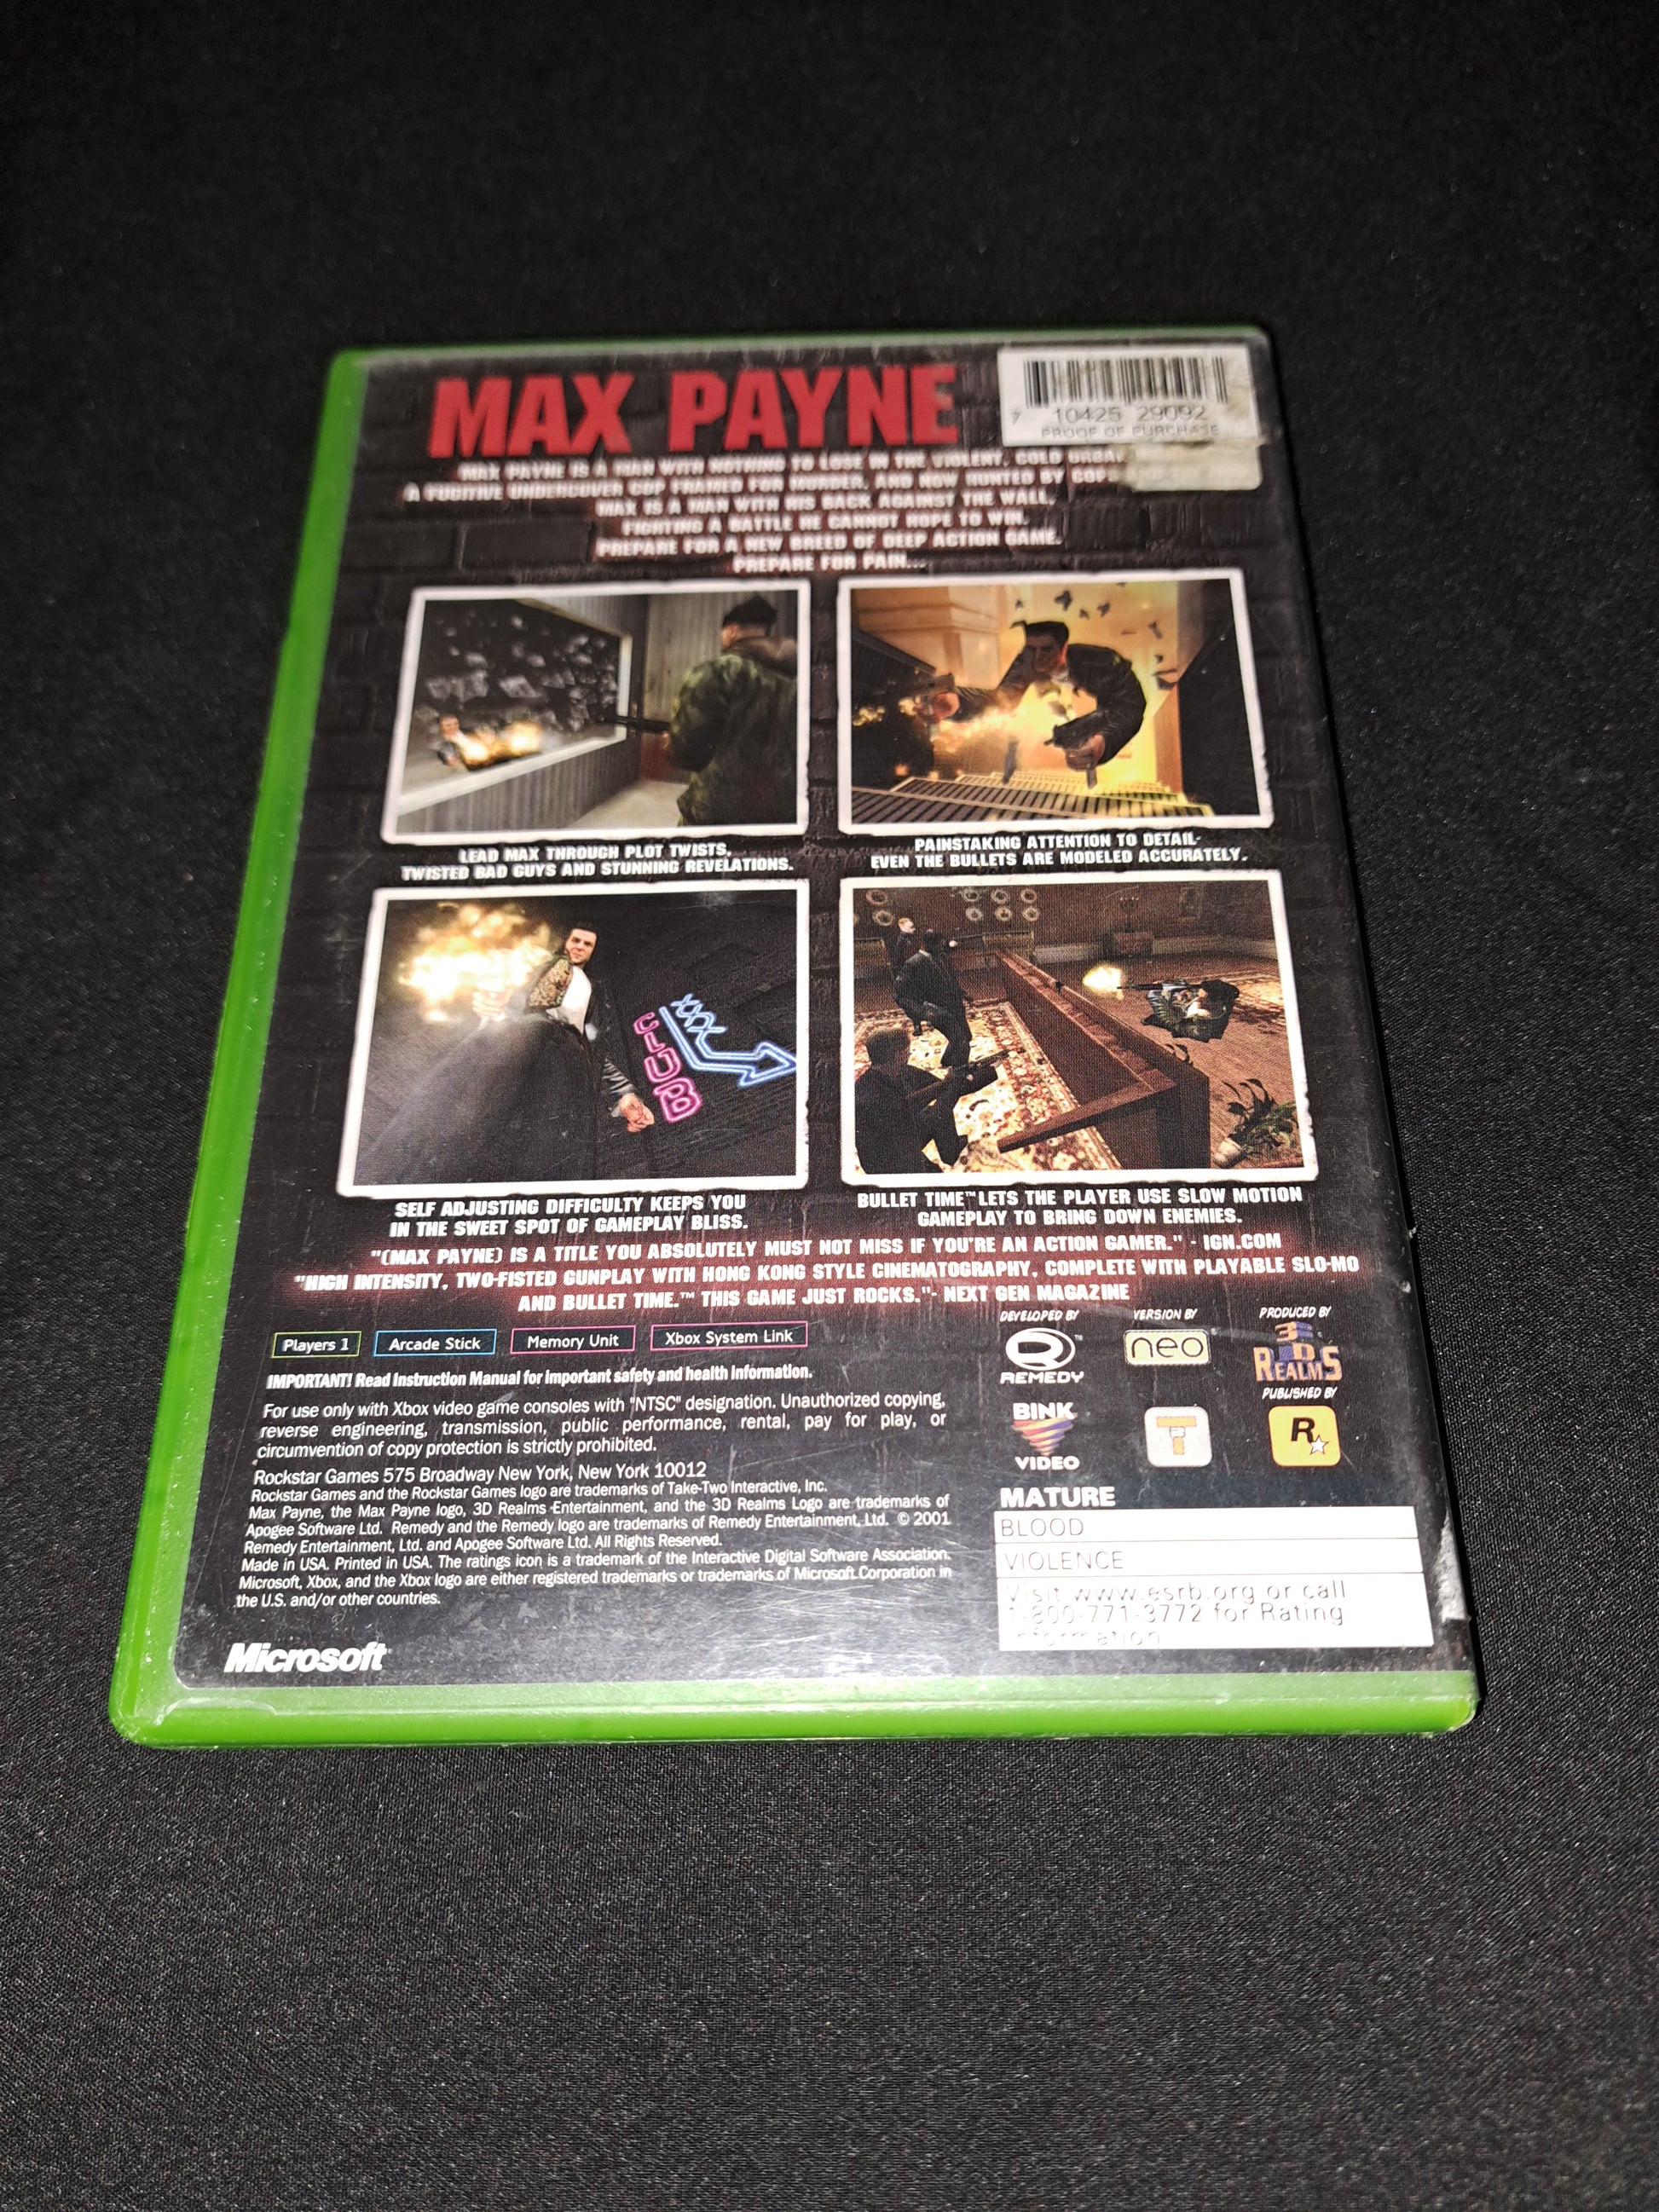 MAX PAYNE
7 10425 29092
PROOF OF PURCHASE
MAX PAYNE IS A MAN WITH NOTHING TO LOSE IN THE VIOLENT, COLD
A FUGITIVE UNDERCOVER COP FRAMED FOR MURDER, AND NOW HUNTED BY
MAX IS A MAN WITH HIS BACK AGAINST THE WALL,
FIGHTING A BATTLE HE CANNOT HOPE TO WIN.
PREPARE FOR A NEW BREED OF DEEP ACTION GAME.
PREPARE FOR PAIN...
LEAD MAX THROUGH PLOT TWISTS,
TWISTED BAD GUYS AND STUNNING REVELATIONS.
PAINSTAKING ATTENTION TO DETAIL-
EVEN THE BULLETS ARE MODELED ACCURATELY.
XXX
CLUB
SELF ADJUSTING DIFFICULTY KEEPS YOU
IN THE SWEET SPOT OF GAMEPLAY BLISS.
BULLET TIME™ LETS THE PLAYER USE SLOW MOTION
GAMEPLAY TO BRING DOWN ENEMIES.
"(MAX PAYNE) IS A TITLE YOU ABSOLUTELY MUST NOT MISS IF YOU'RE AN ACTION GAMER." - IGN.COM
"HIGH INTENSITY, TWO-FISTED GUNPLAY WITH HONG KONG STYLE CINEMATOGRAPHY, COMPLETE WITH PLAYABLE SLO-MO
AND BULLET TIME.™ THIS GAME JUST ROCKS."- NEXT GEN MAGAZINE
Players 1
Arcade Stick
Memory Unit
Xbox System Link
IMPORTANT! Read Instruction Manual for important safety and health information.
For use only with Xbox video game consoles with "NTSC" designation. Unauthorized copying,
reverse engineering, transmission, public performance, rental, pay for play, or
circumvention of copy protection is strictly prohibited.
Rockstar Games 575 Broadway New York, New York 10012
Rockstar Games and the Rockstar Games logo are trademarks of Take-Two Interactive, Inc.
Max Payne, the Max Payne logo, 3D Realms Entertainment, and the 3D Realms Logo are trademarks of
Apogee Software Ltd. Remedy and the Remedy logo are trademarks of Remedy Entertainment, Ltd. © 2001
Remedy Entertainment, Ltd. and Apogee Software Ltd. All Rights Reserved.
Made in USA. Printed in USA. The ratings icon is a trademark of the Interactive Digital Software Association.
Microsoft, Xbox, and the Xbox logo are either registered trademarks or trademarks of Microsoft Corporation in
the U.S. and/or other countries.
Microsoft
DEVELOPED BY
REMEDY™
VERSION BY
neo
PRODUCED BY
3D REALMS
BINK
VIDEO
T2
PUBLISHED BY
R
MATURE
BLOOD
VIOLENCE
Visit www.esrb.org or call
1-800-771-3772 for Rating
Information